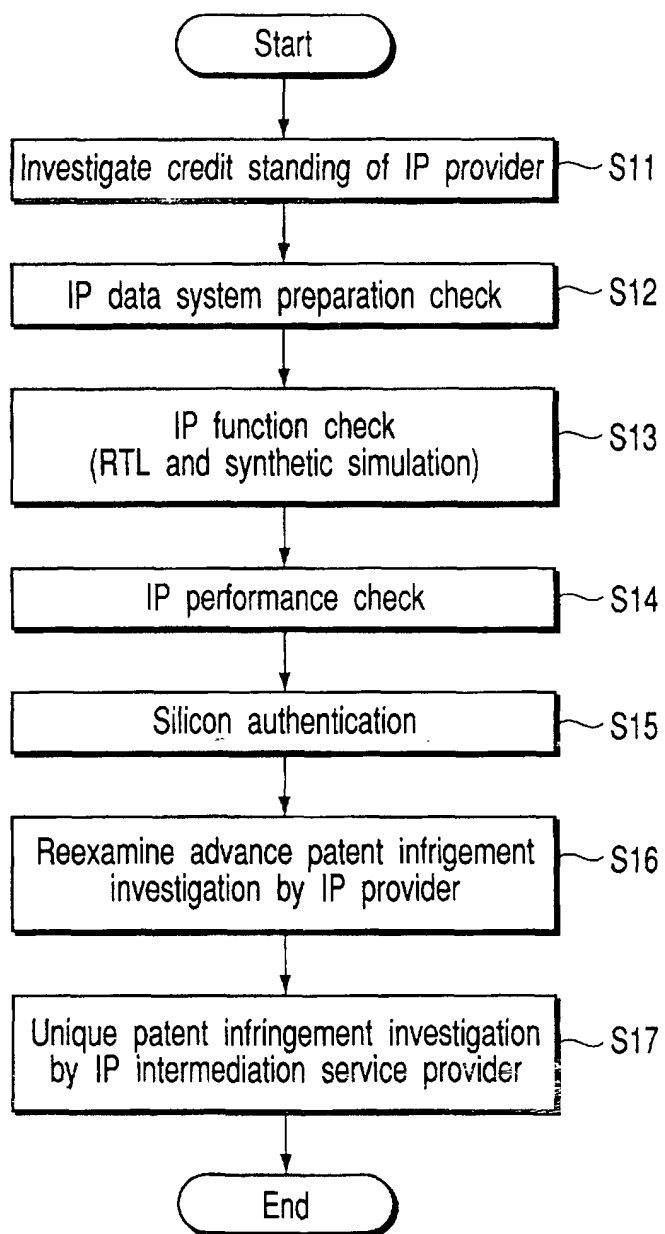 Start
Investigate credit standing of IP provider
S11
IP data system preparation check
S12
IP function check
(RTL and synthetic simulation)
S13
IP performance check
S14
Silicon authentication
S15
Reexamine advance patent infrigement
investigation by IP provider
S16
Unique patent infringement investigation
by IP intermediation service provider
S17
End